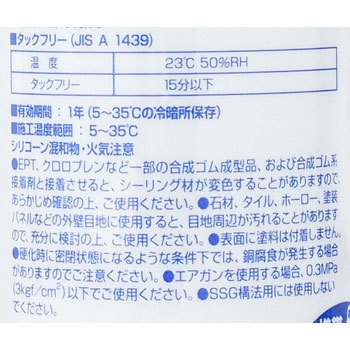 ■タックフリー(JIS A 1439)
温度 23℃ 50%RH
タックフリー 15分以下
■有効期間：1年(5～35℃の冷暗所保存)
■施工温度範囲：5～35℃
シリコーン混和物・火気注意
●EPT、クロロプレンなど一部の合成ゴム成型品、および合成ゴム系
接着剤と接着させると、シーリング材が変色することがありますので、
あらかじめ確認の上、ご使用ください。●石材、タイル、ホーロー、塗装
パネルなどの外壁目地に使用すると、目地周辺が汚れることがあります
ので、充分に検討の上、ご使用ください。●表面に塗料は付着しません。
●硬化時に密閉状態になるような条件下では、銅腐食が発生する場合
がありますのでご注意ください。●エアガンを使用する場合、0.3MPa
(3kgf/cm²)以下でご使用ください。●SSG構法用には使用しない
でください。